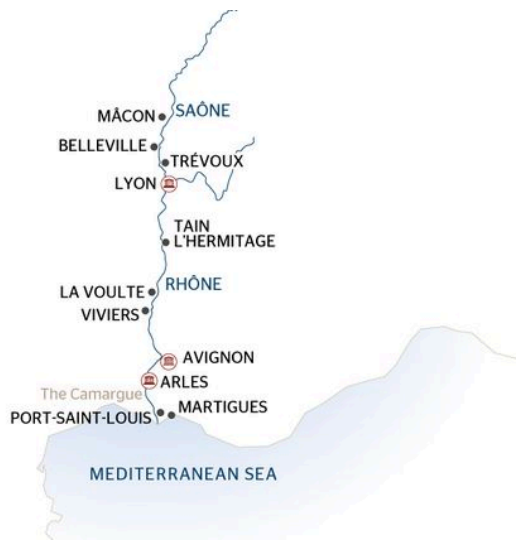 MÂCON
SAÔNE
BELLEVILLE
TRÉVOUX
LYON
TAIN
L'HERMITAGE
LA VOULTE
RHÔNE
VIVIERS
AVIGNON
ARLES
The Camargue
MARTIGUES
PORT-SAINT-LOUIS
MEDITERRANEAN SEA